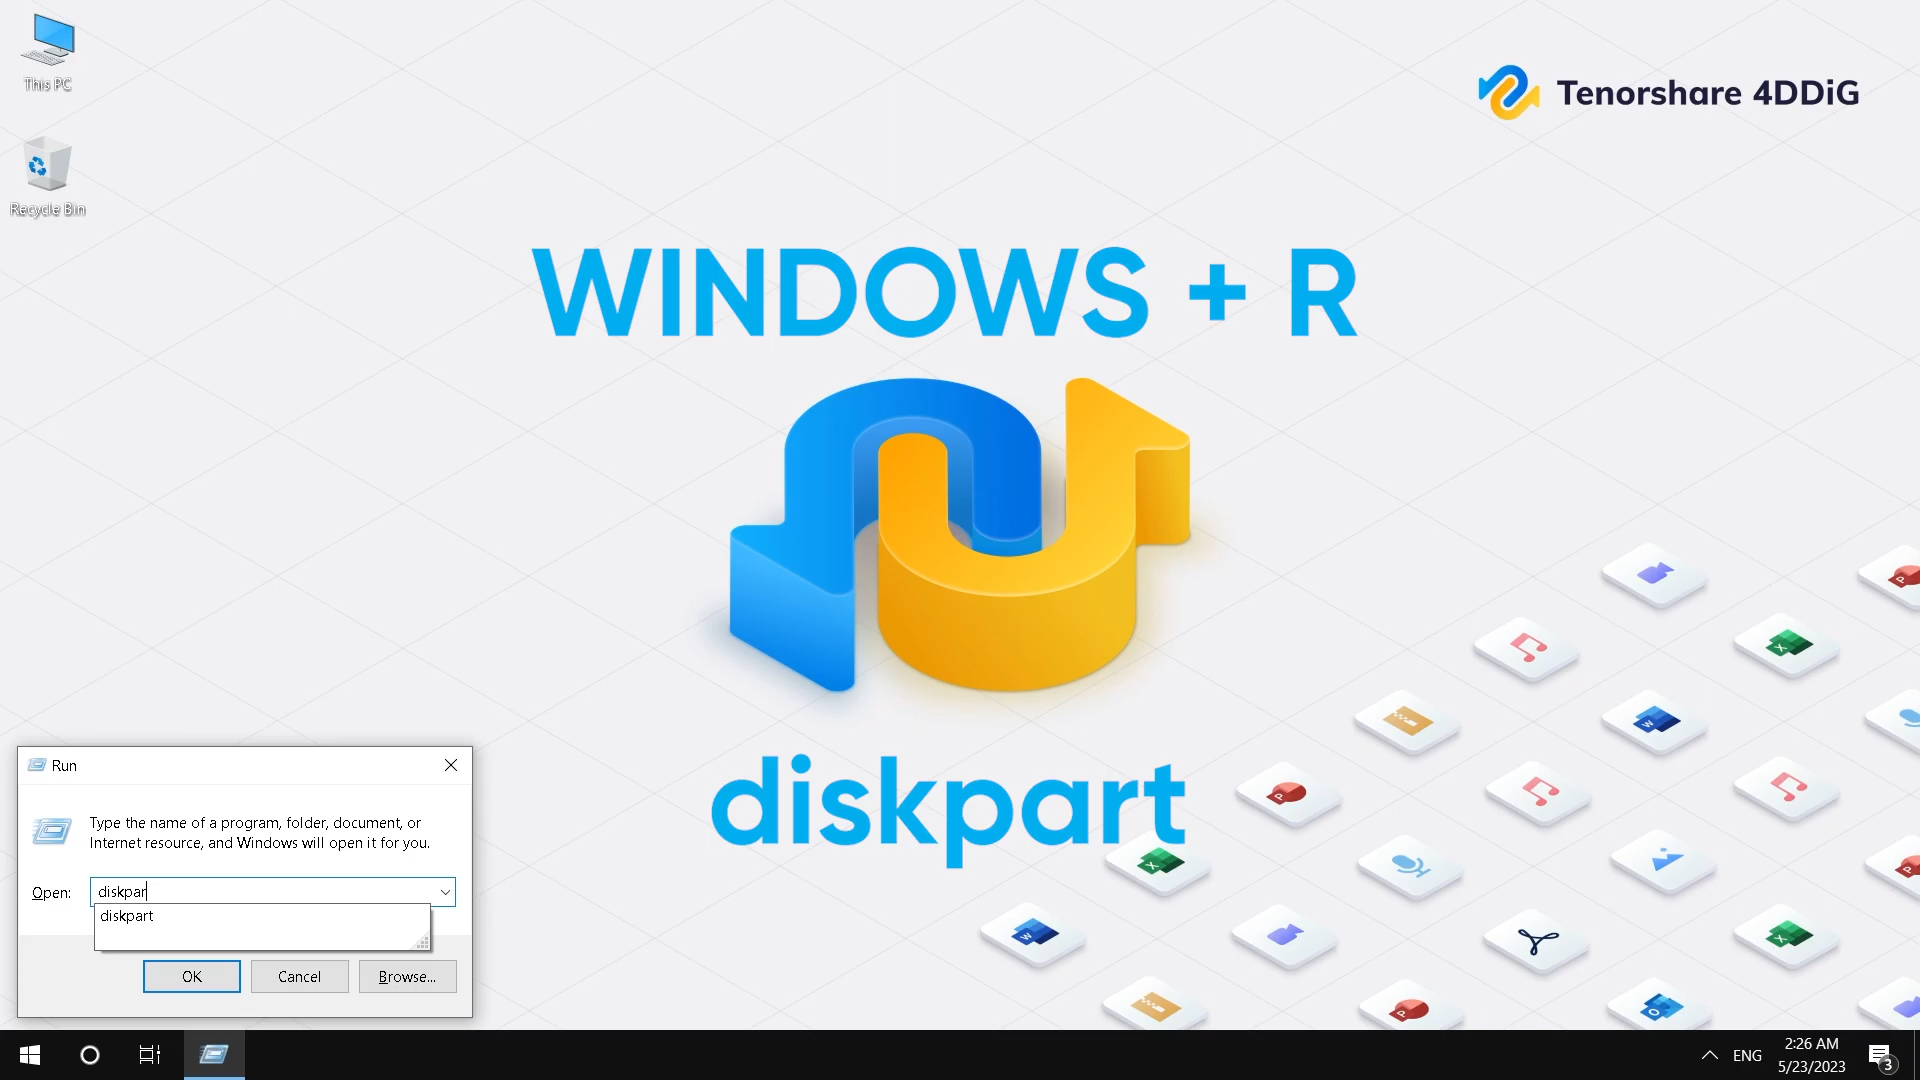 This PC
Recycle Bin
Tenorshare 4DDiG
WINDOWS + R
diskpart
Run
Type the name of a program, folder, document, or
Internet resource, and Windows will open it for you.
Open: diskpar
diskpart
OK Cancel Browse...
ENG
2:26 AM
5/23/2023
3